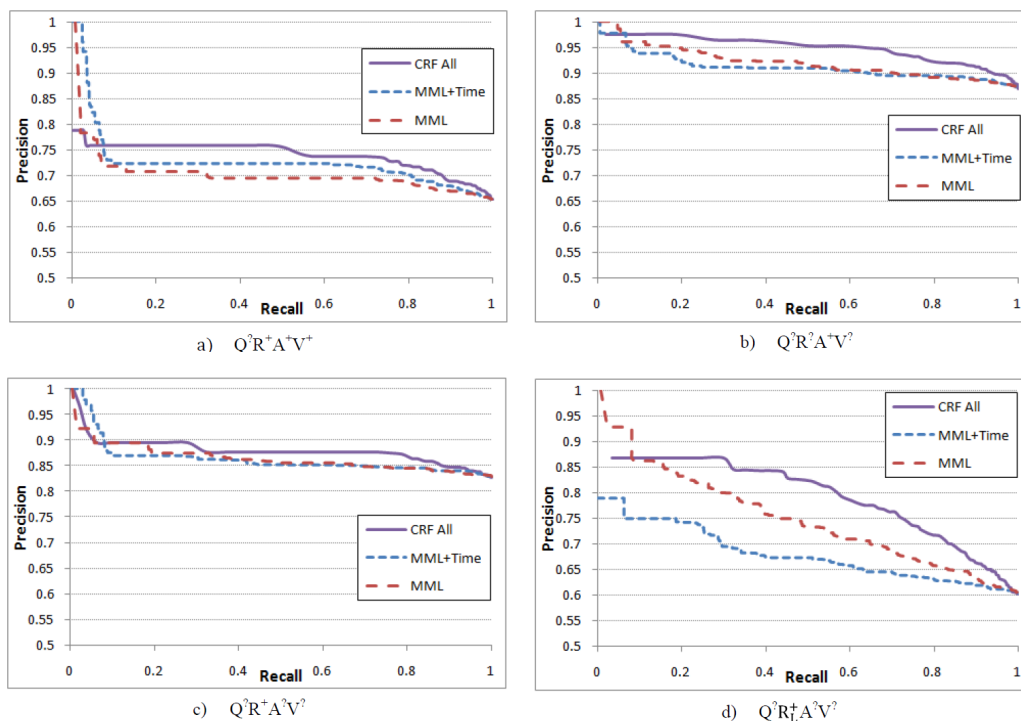 1
0.95
0.9
0.85
0.8
0.75
0.7
0.65
0.6
0.55
0.5
Precision
CRF All
MML+Time
MML
0 0.2 0.4 0.6 0.8 1
Recall
a) Q?R+A+V+
1
0.95
0.9
0.85
0.8
0.75
0.7
0.65
0.6
0.55
0.5
Precision
CRF All
MML+Time
MML
0 0.2 0.4 0.6 0.8 1
Recall
b) Q?R?A+V?
1
0.95
0.9
0.85
0.8
0.75
0.7
0.65
0.6
0.55
0.5
Precision
CRF All
MML+Time
MML
0 0.2 0.4 0.6 0.8 1
Recall
c) Q?R+A?V?
1
0.95
0.9
0.85
0.8
0.75
0.7
0.65
0.6
0.55
0.5
Precision
CRF All
MML+Time
MML
0 0.2 0.4 0.6 0.8 1
Recall
d) Q?R+LA?V?